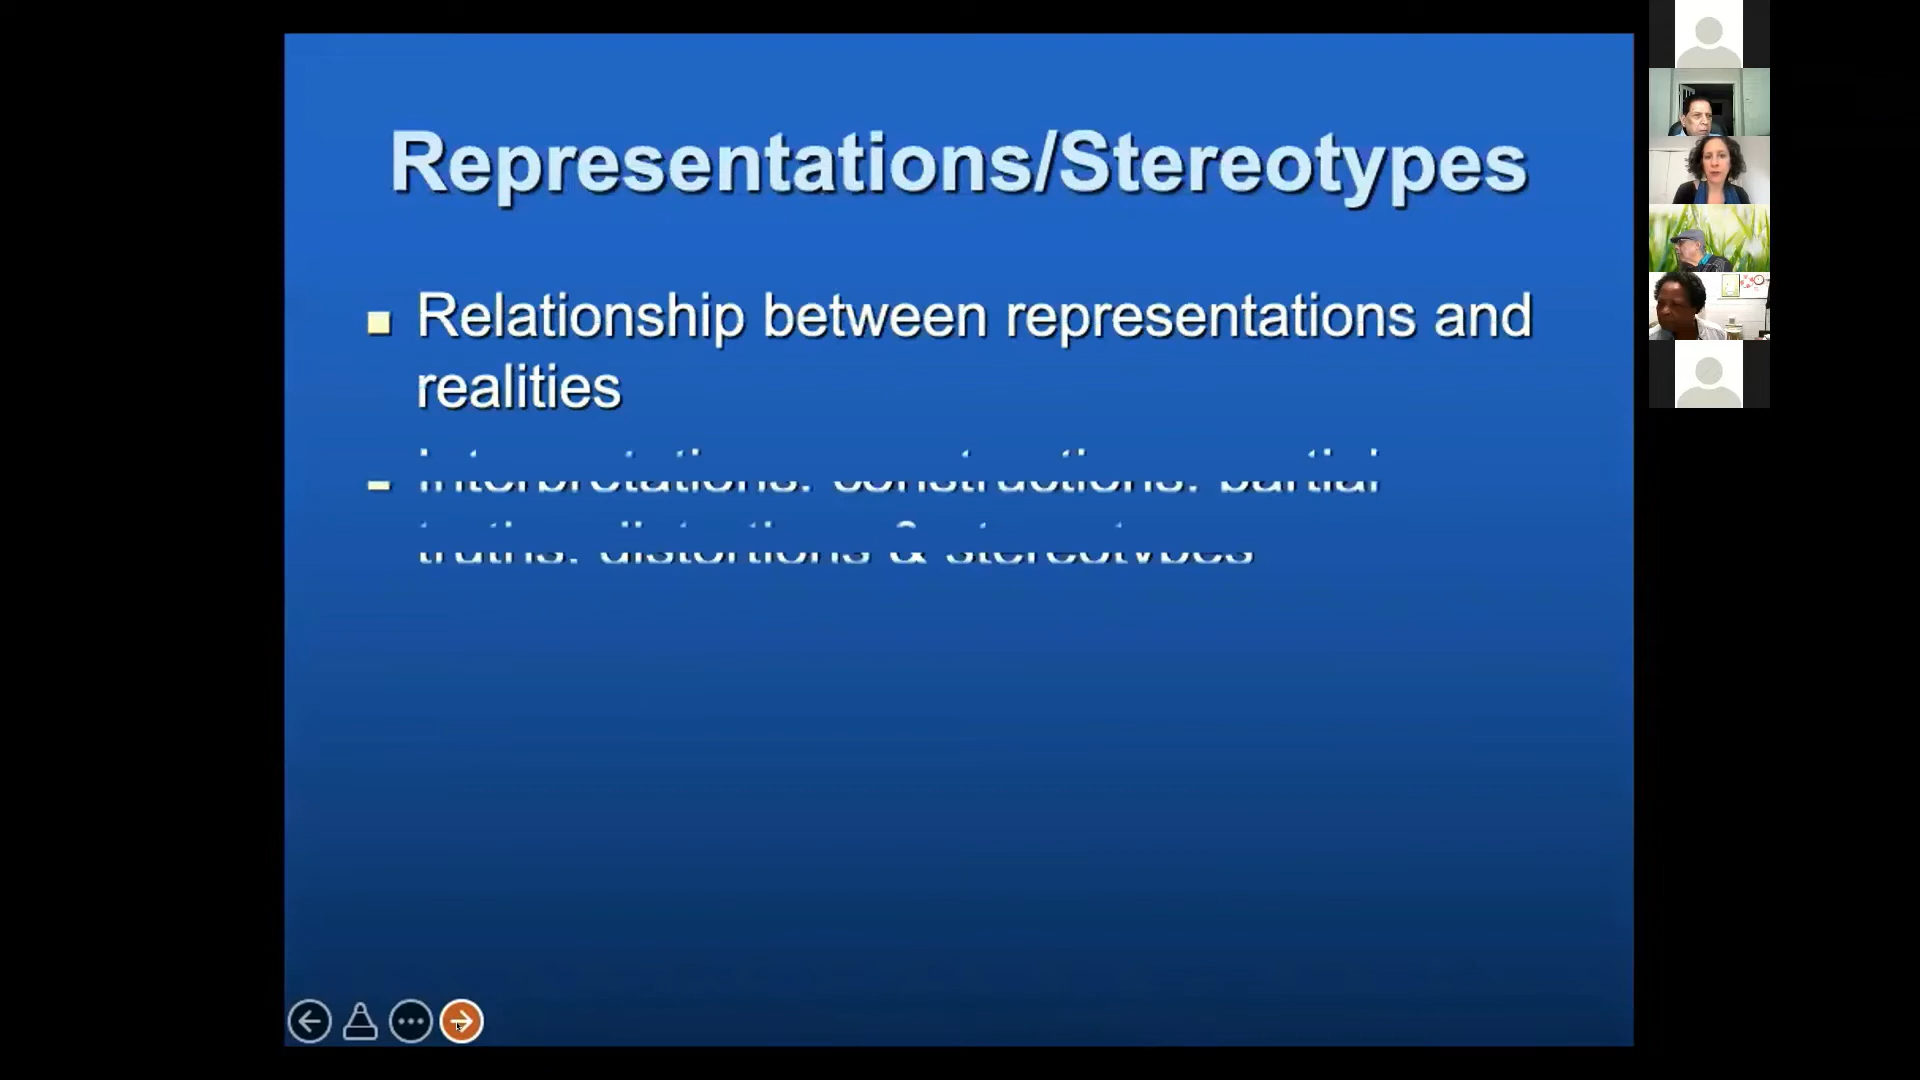 Representations/Stereotypes
Relationship between representations and
realities
interpretations, constructions, partial
truths, distortions & stereotypes